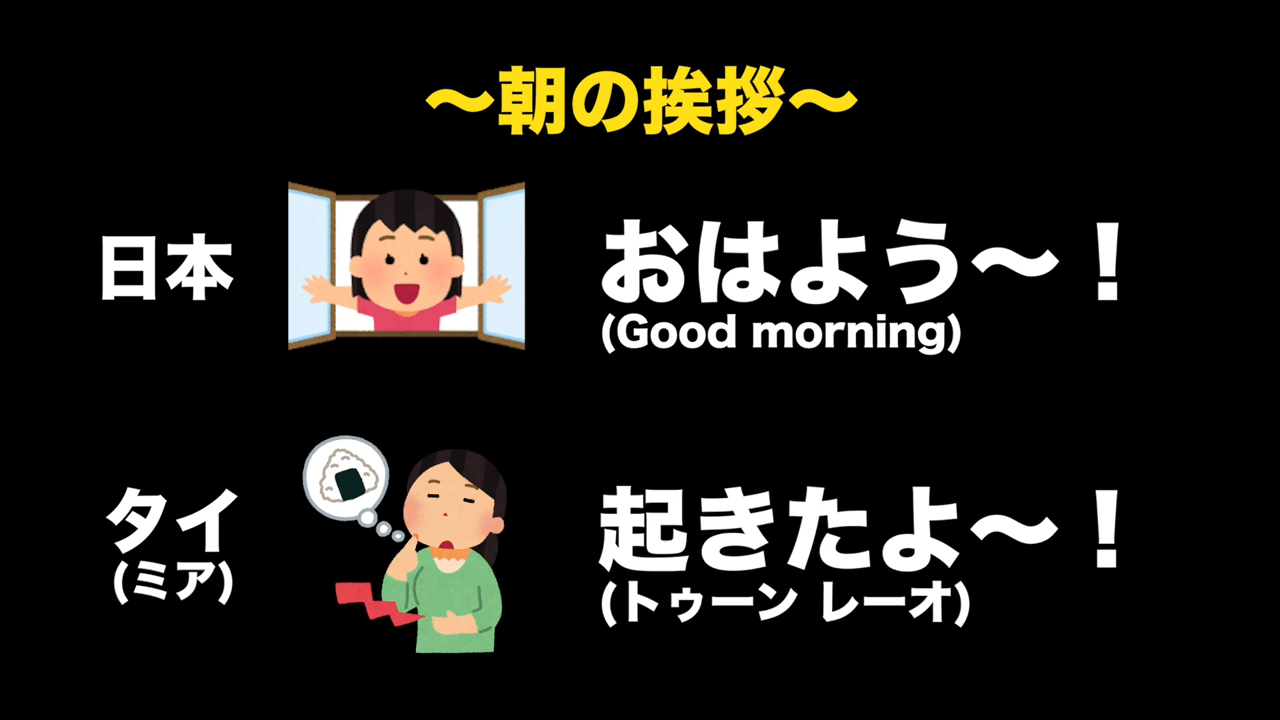 〜朝の挨拶〜
日本
おはよう〜！
(Good morning)
タイ
(ミア)
起きたよ〜！
(トゥーン レーオ)